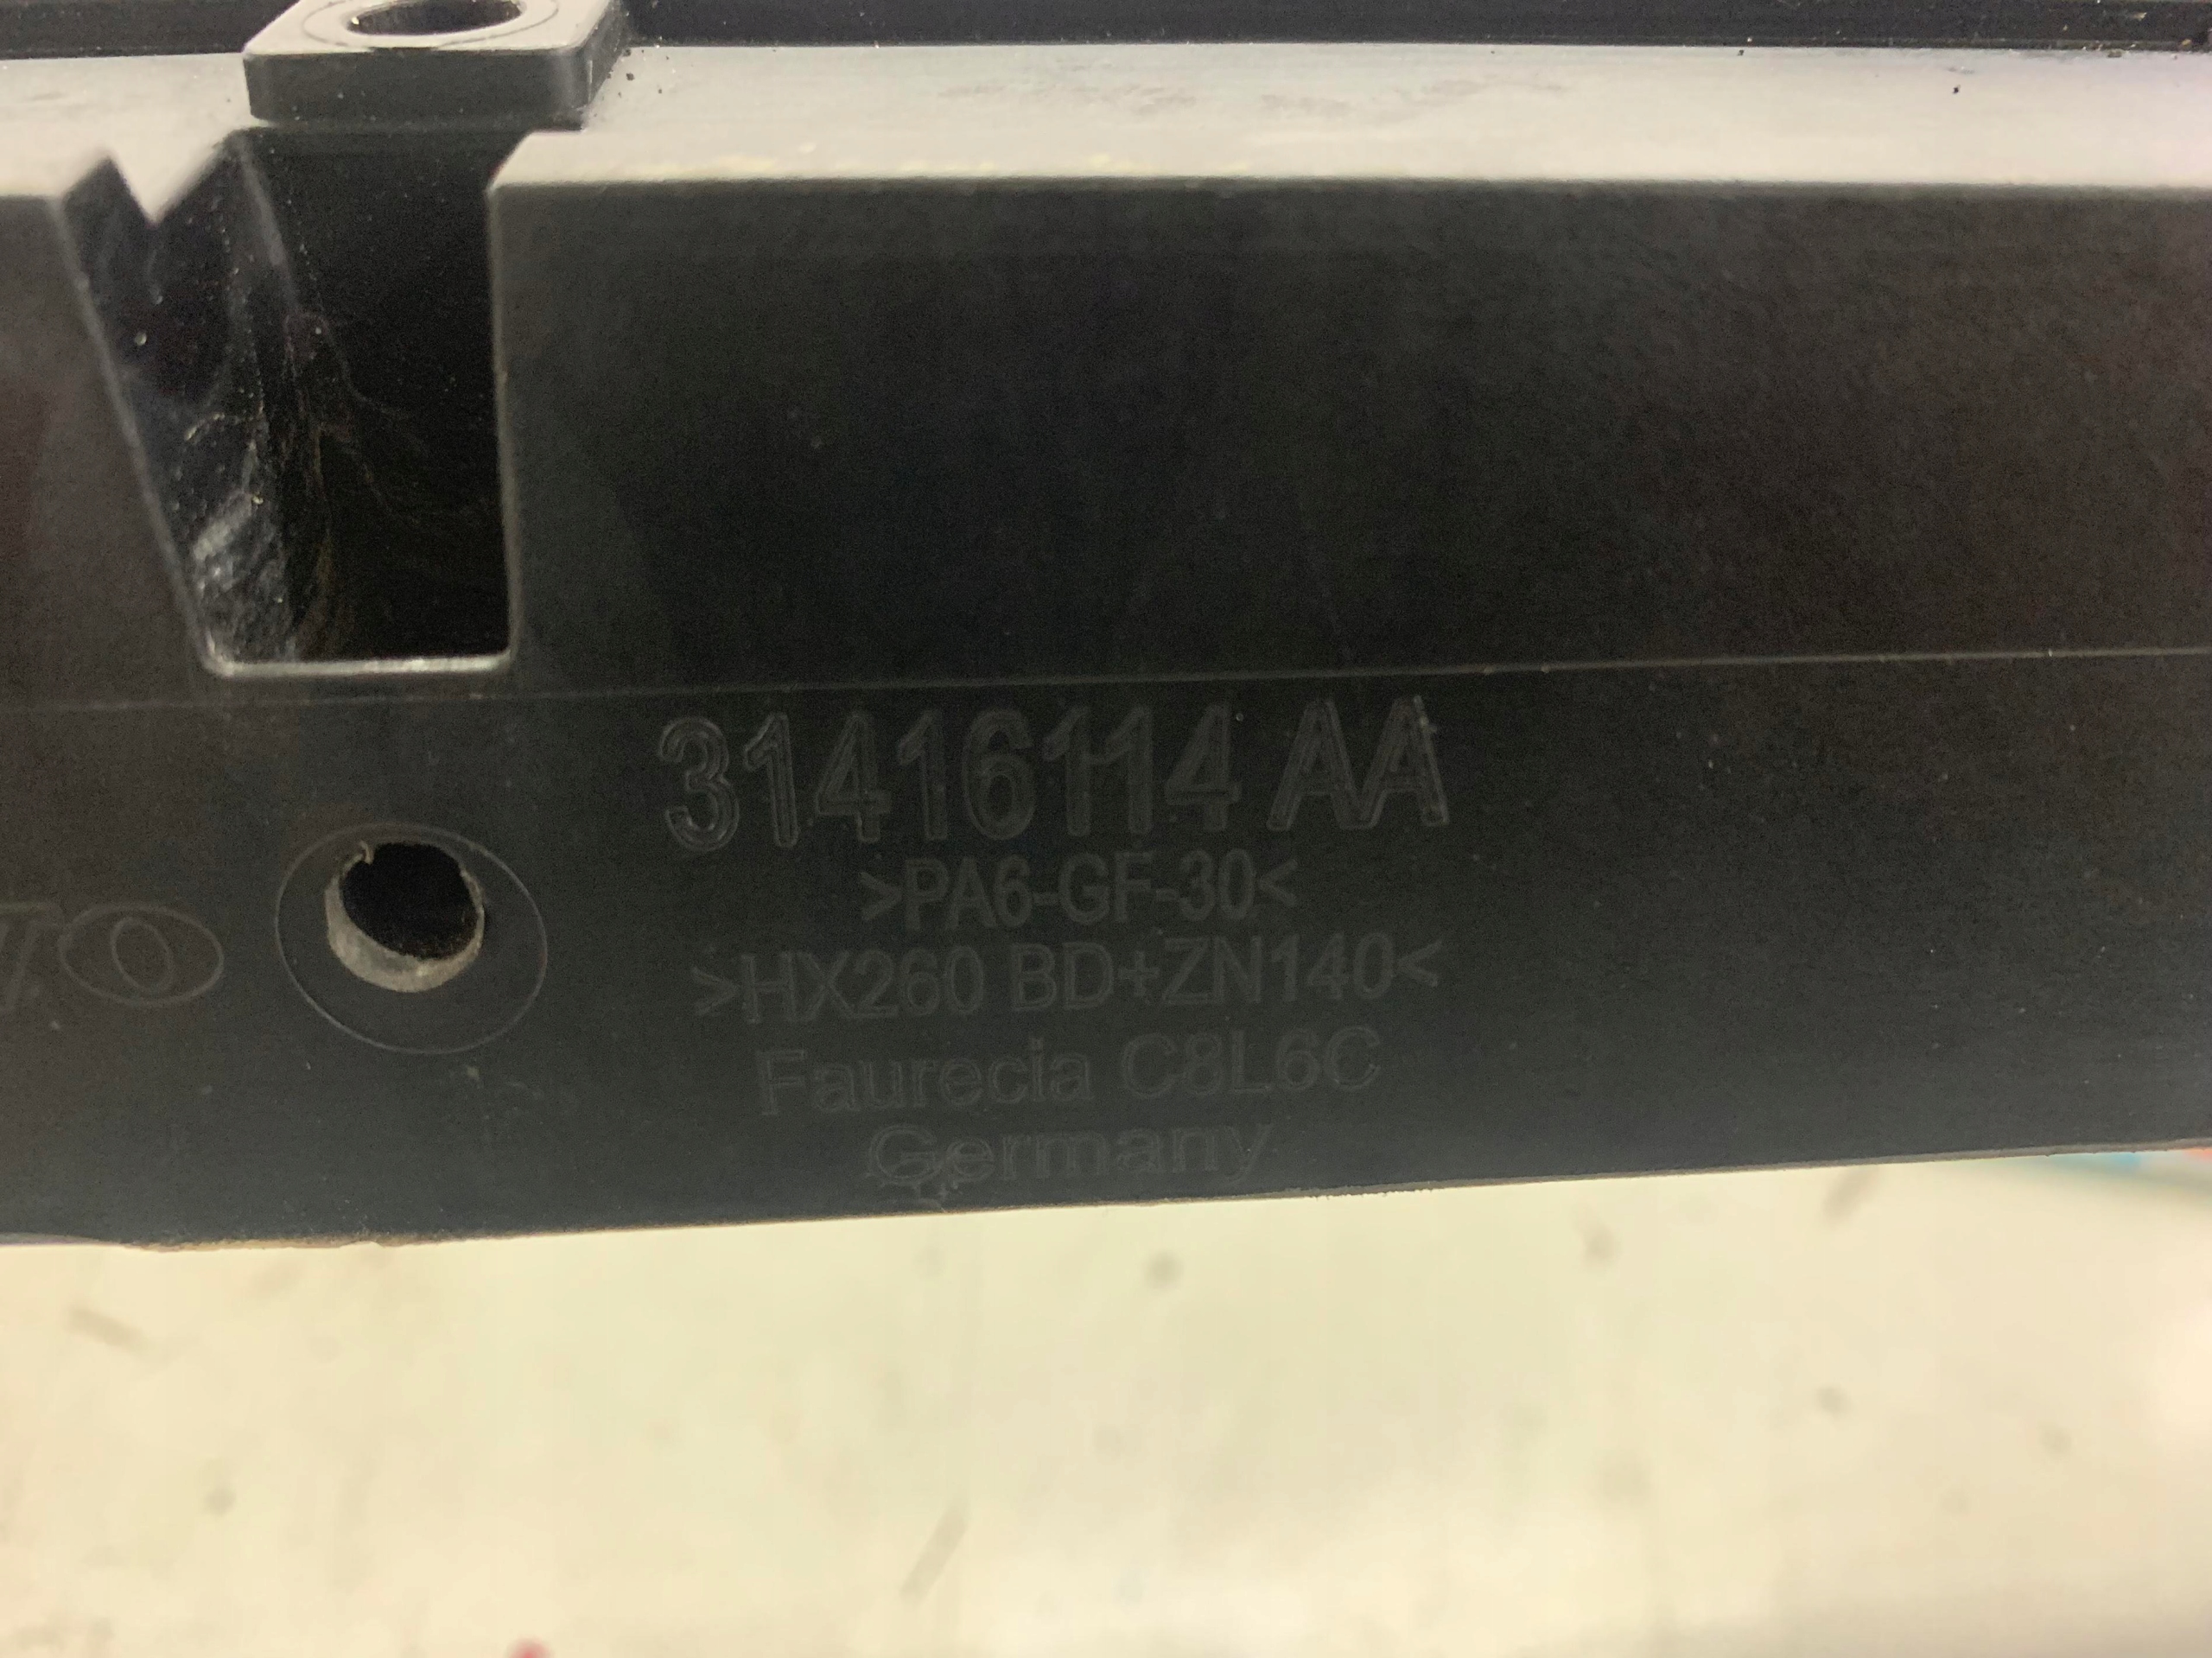 31416114 AA
>PA6-GF-30<
>HX260 BD+ZN140<
Faurecia C8L6C
Germany